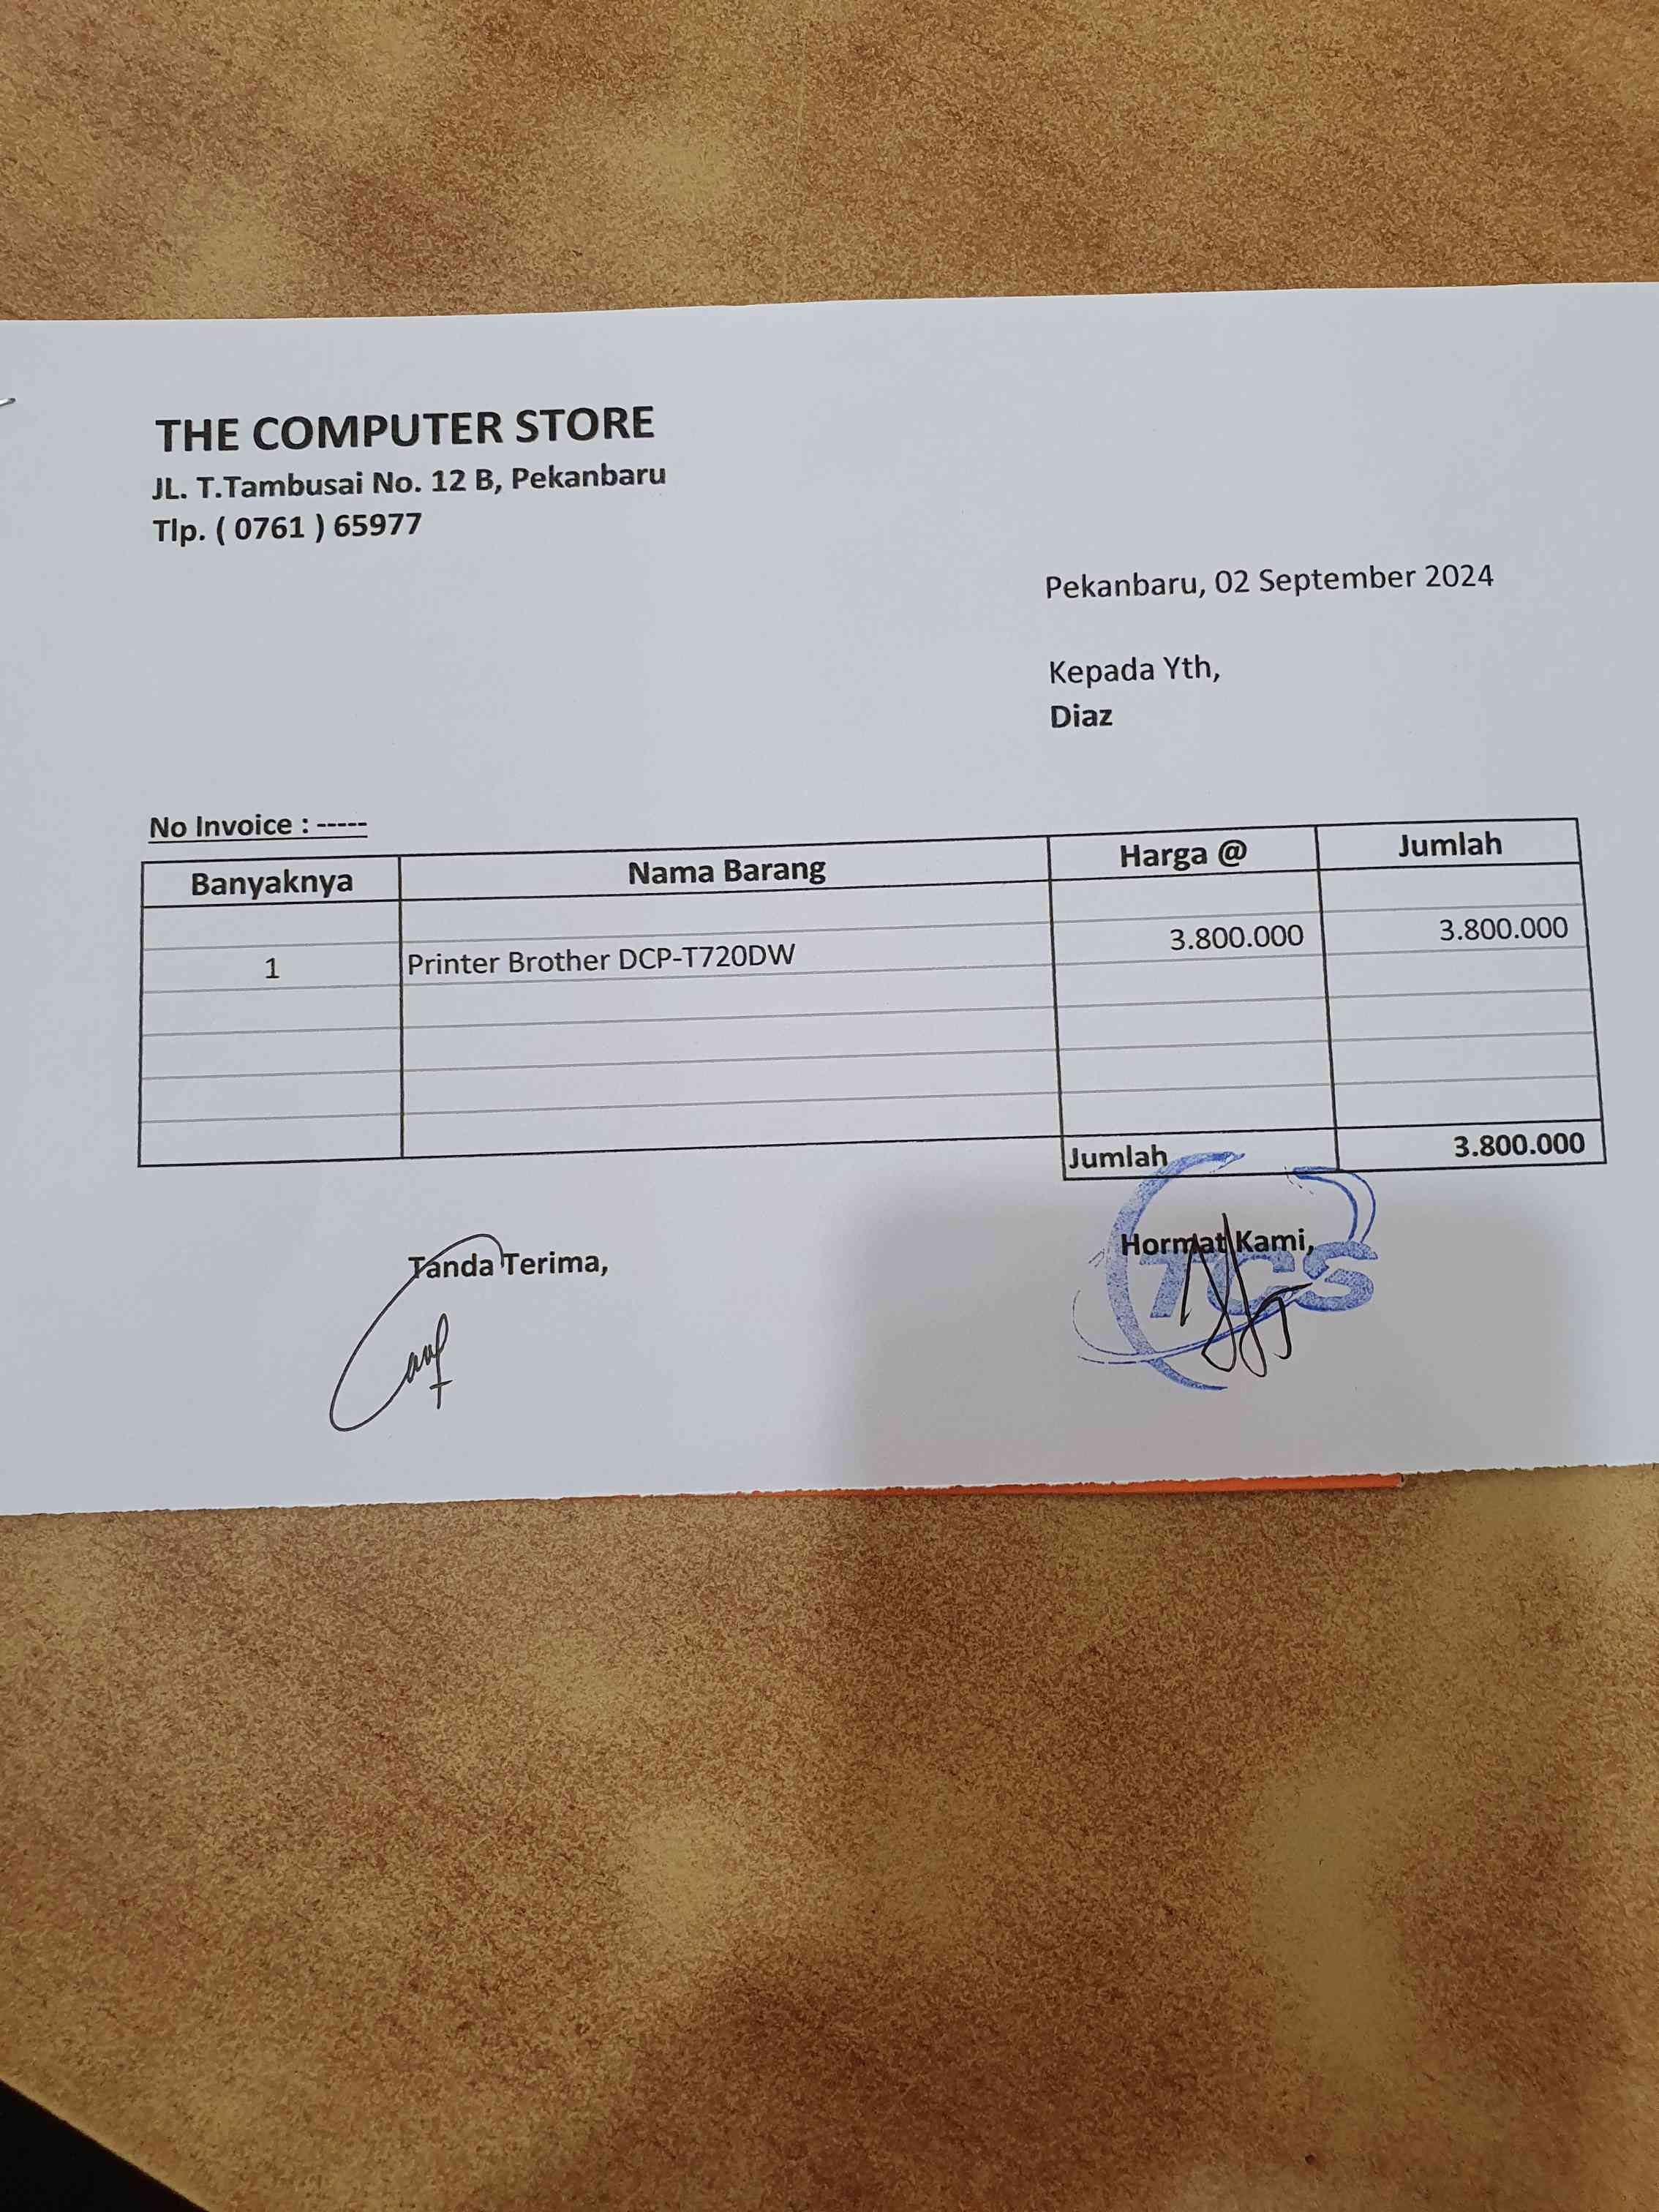 THE COMPUTER STORE
JL. T.Tambusai No. 12 B, Pekanbaru
Tlp. ( 0761 ) 65977
Pekanbaru, 02 September 2024
Kepada Yth,
Diaz
No Invoice : -----
Banyaknya Nama Barang Harga @ Jumlah
1 Printer Brother DCP-T720DW 3.800.000 3.800.000
Jumlah 3.800.000
Tanda Terima, Hormat Kami,
TCS